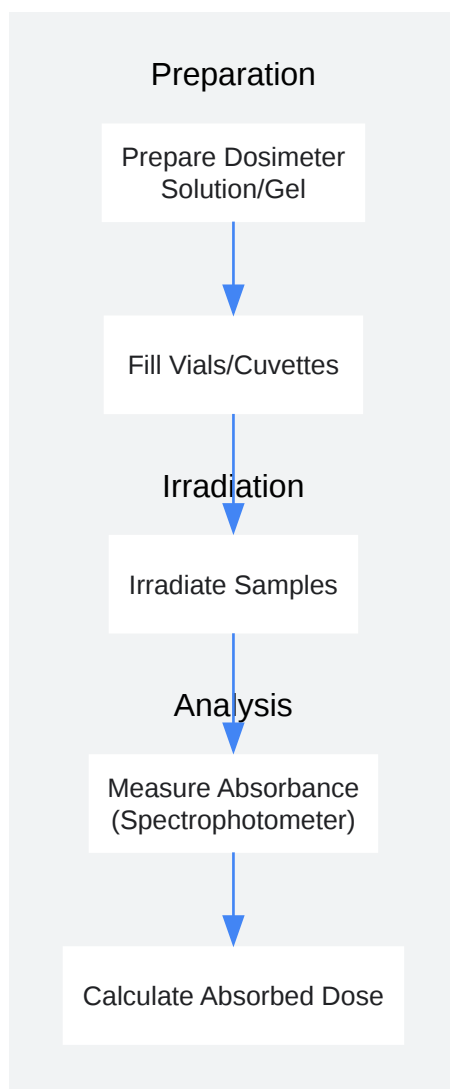 Preparation
Prepare Dosimeter
Solution/Gel
Fill Vials/Cuvettes
Irradiation
Irradiate Samples
Analysis
Measure Absorbance
(Spectrophotometer)
Calculate Absorbed Dose